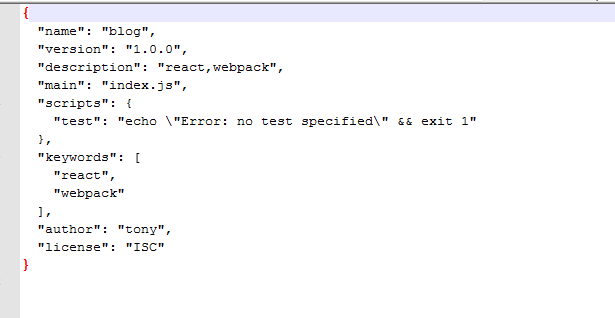 {
  "name": "blog",
  "version": "1.0.0",
  "description": "react,webpack",
  "main": "index.js",
  "scripts": {
    "test": "echo \"Error: no test specified\" && exit 1"
  },
  "keywords": [
    "react",
    "webpack"
  ],
  "author": "tony",
  "license": "ISC"
}